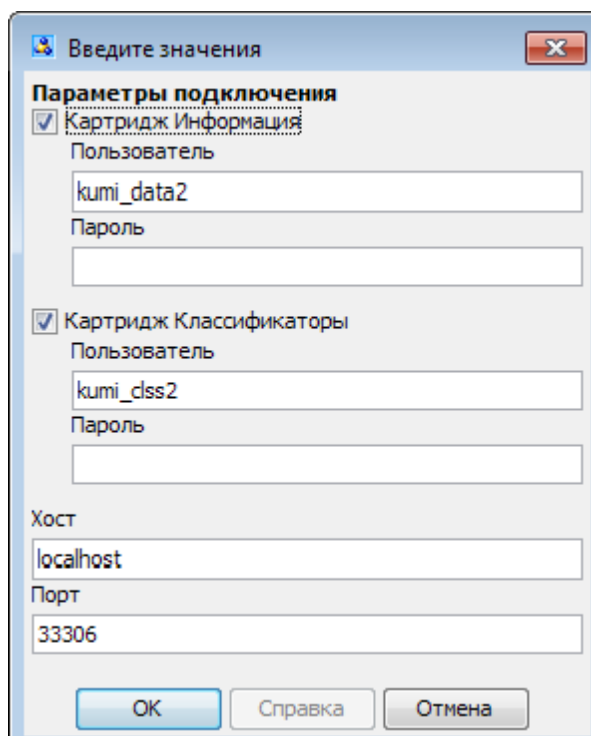 Введите значения
Параметры подключения
Картридж Информация
Пользователь
kumi_data2
Пароль
Картридж Классификаторы
Пользователь
kumi_clss2
Пароль
Хост
localhost
Порт
33306
OK Справка Отмена